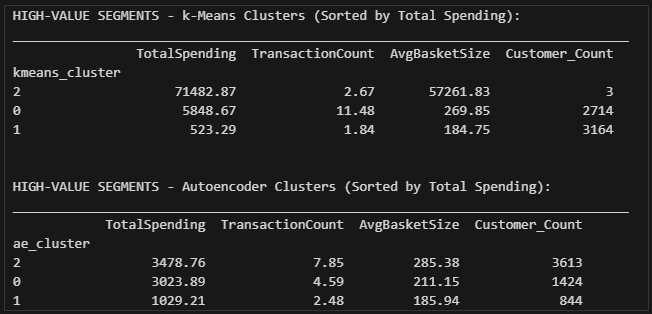 HIGH-VALUE SEGMENTS - k-Means Clusters (Sorted by Total Spending):
TotalSpending TransactionCount AvgBasketSize Customer_Count
kmeans_cluster
2 71482.87 2.67 57261.83 3
0 5848.67 11.48 269.85 2714
1 523.29 1.84 184.75 3164
HIGH-VALUE SEGMENTS - Autoencoder Clusters (Sorted by Total Spending):
TotalSpending TransactionCount AvgBasketSize Customer_Count
ae_cluster
2 3478.76 7.85 285.38 3613
0 3023.89 4.59 211.15 1424
1 1029.21 2.48 185.94 844